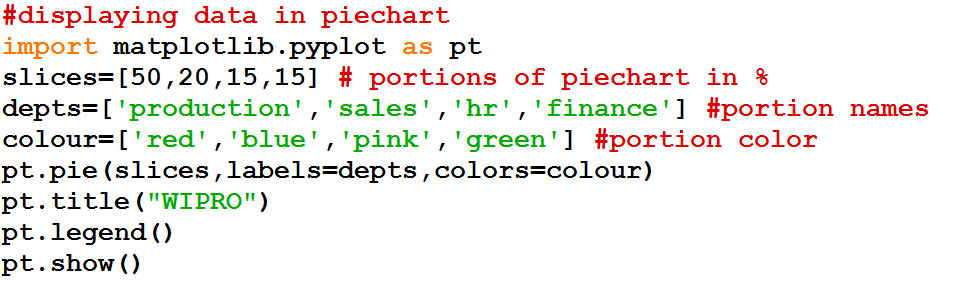 #displaying data in piechart
import matplotlib.pyplot as pt
slices=[50,20,15,15] # portions of piechart in %
depts=['production','sales','hr','finance'] #portion names
colour=['red','blue','pink','green'] #portion color
pt.pie(slices,labels=depts,colors=colour)
pt.title("WIPRO")
pt.legend()
pt.show()